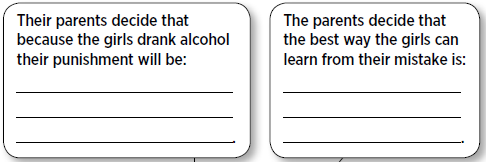 Their parents decide that
because the girls drank alcohol
their punishment will be:
.
The parents decide that
the best way the girls can
learn from their mistake is:
.